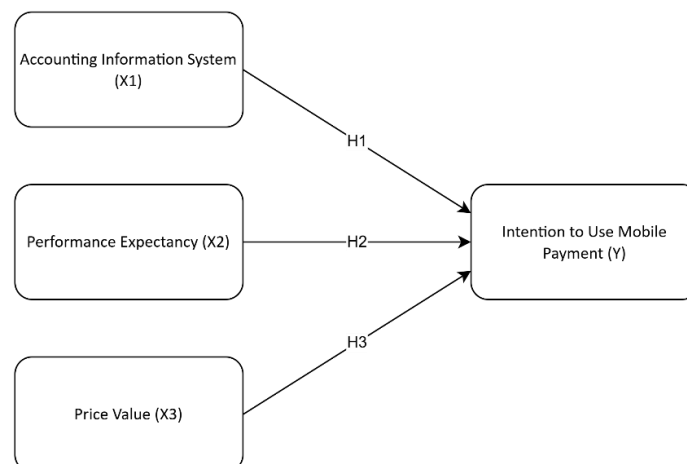 Accounting Information System
(X1)
H1
Performance Expectancy (X2)
H2
Intention to Use Mobile
Payment (Y)
H3
Price Value (X3)